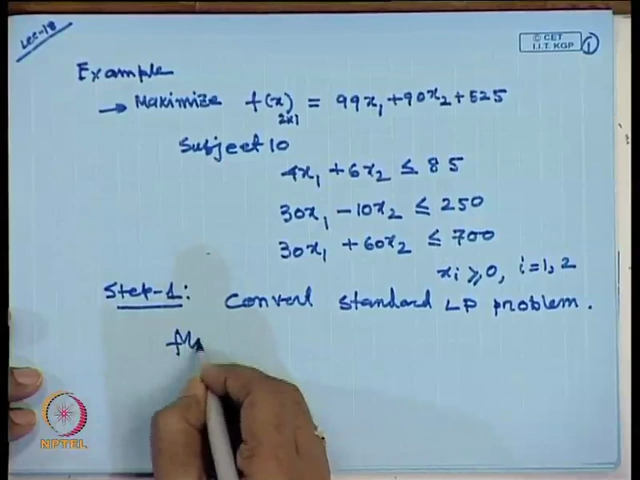 Lec-18
© CET
I.I.T. KGP
1
Example
→ Maximize f(x) = 99x₁ + 90x₂ + 525
2x1
Subject to
4x₁ + 6x₂ ≤ 85
30x₁ - 10x₂ ≤ 250
30x₁ + 60x₂ ≤ 700
xᵢ ≥ 0, i = 1, 2
Step-1: Convert standard LP problem.
NPTEL